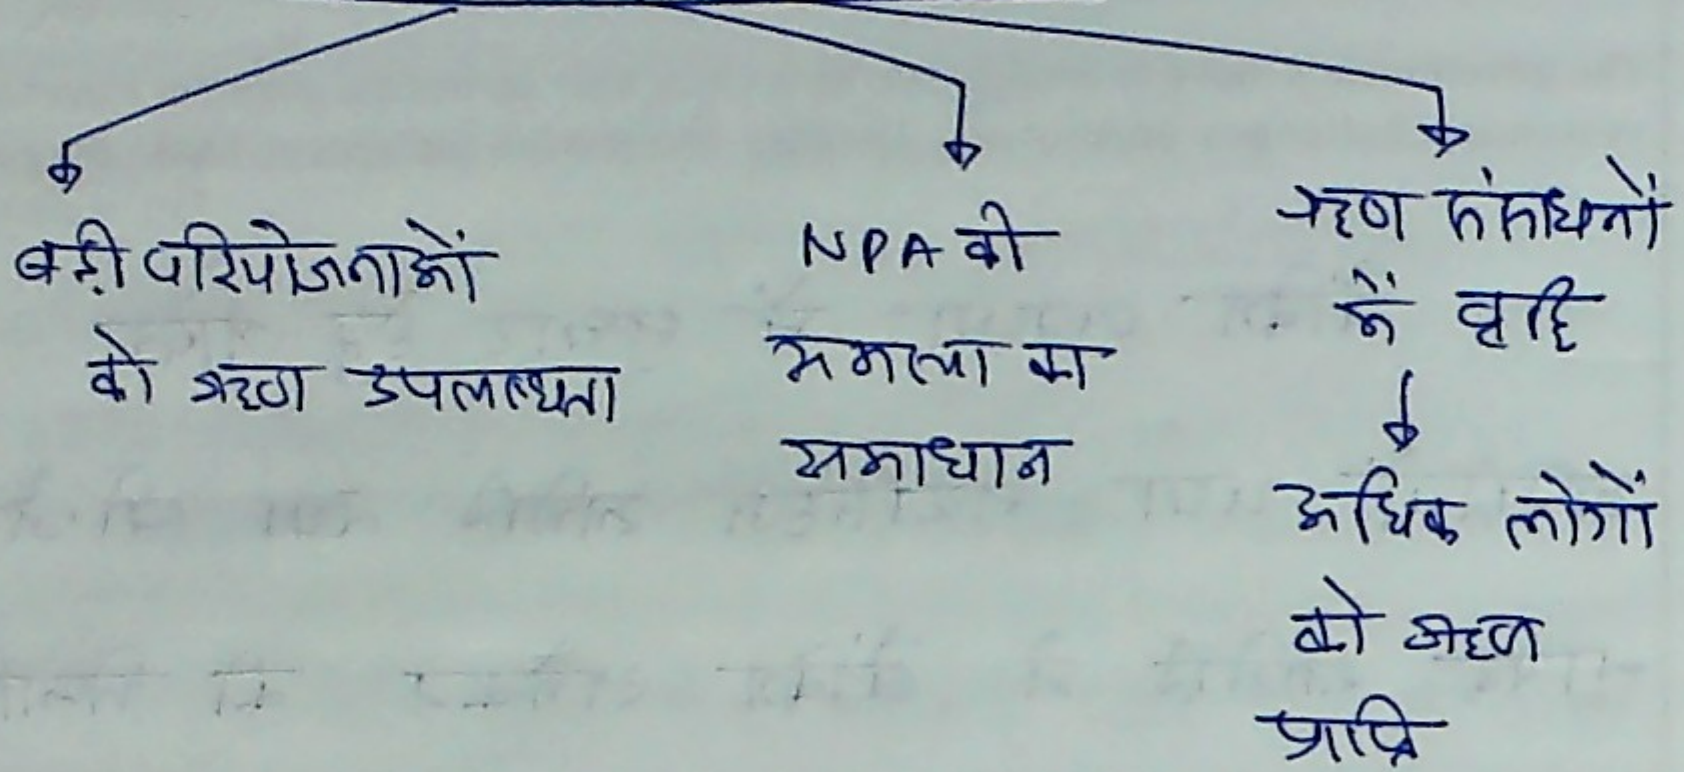 बड़ी परियोजनाओं
को ऋण उपलब्धता
NPA की
समस्या का
समाधान
ऋण संसाधनों
में वृद्धि
अधिक लोगों
को ऋण
प्राप्ति